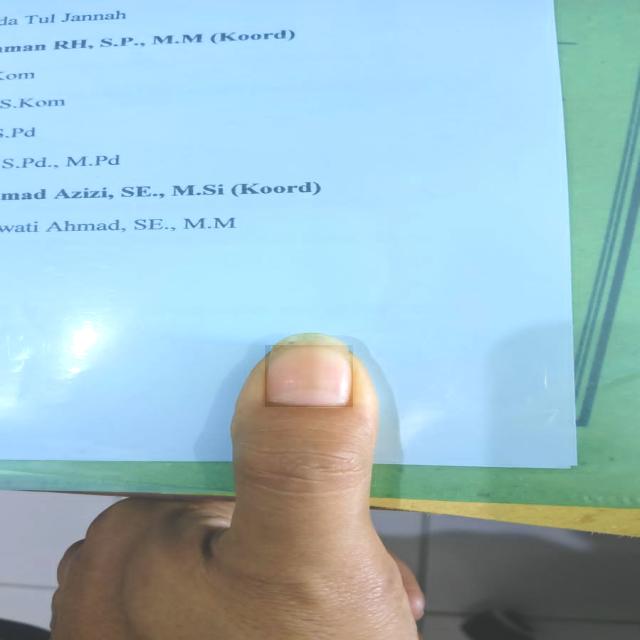 da Tul Jannah
man RH, S.P., M.M (Koord)
Kom
S.Kom
S.Pd
S.Pd., M.Pd
mad Azizi, SE., M.Si (Koord)
wati Ahmad, SE., M.M